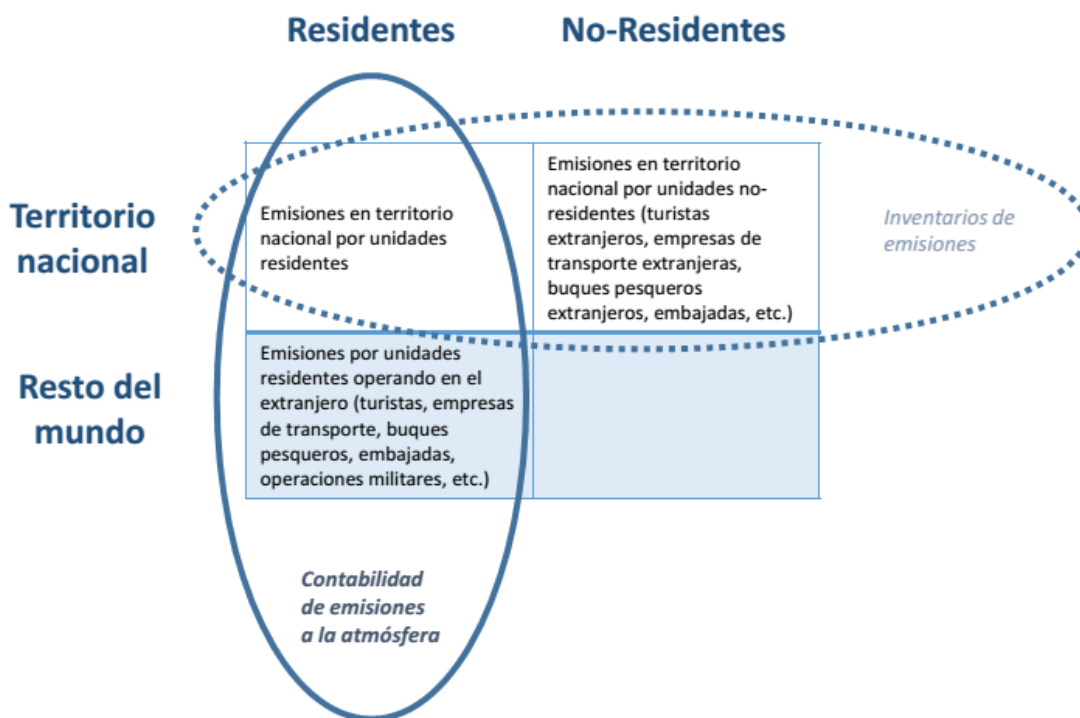 Residentes
No-Residentes
Territorio
nacional
Emisiones en territorio
nacional por unidades
residentes
Emisiones en territorio
nacional por unidades no-
residentes (turistas
extranjeros, empresas de
transporte extranjeras,
buques pesqueros
extranjeros, embajadas, etc.)
Inventarios de
emisiones
Resto del
mundo
Emisiones por unidades
residentes operando en el
extranjero (turistas, empresas
de transporte, buques
pesqueros, embajadas,
operaciones militares, etc.)
Contabilidad
de emisiones
a la atmósfera